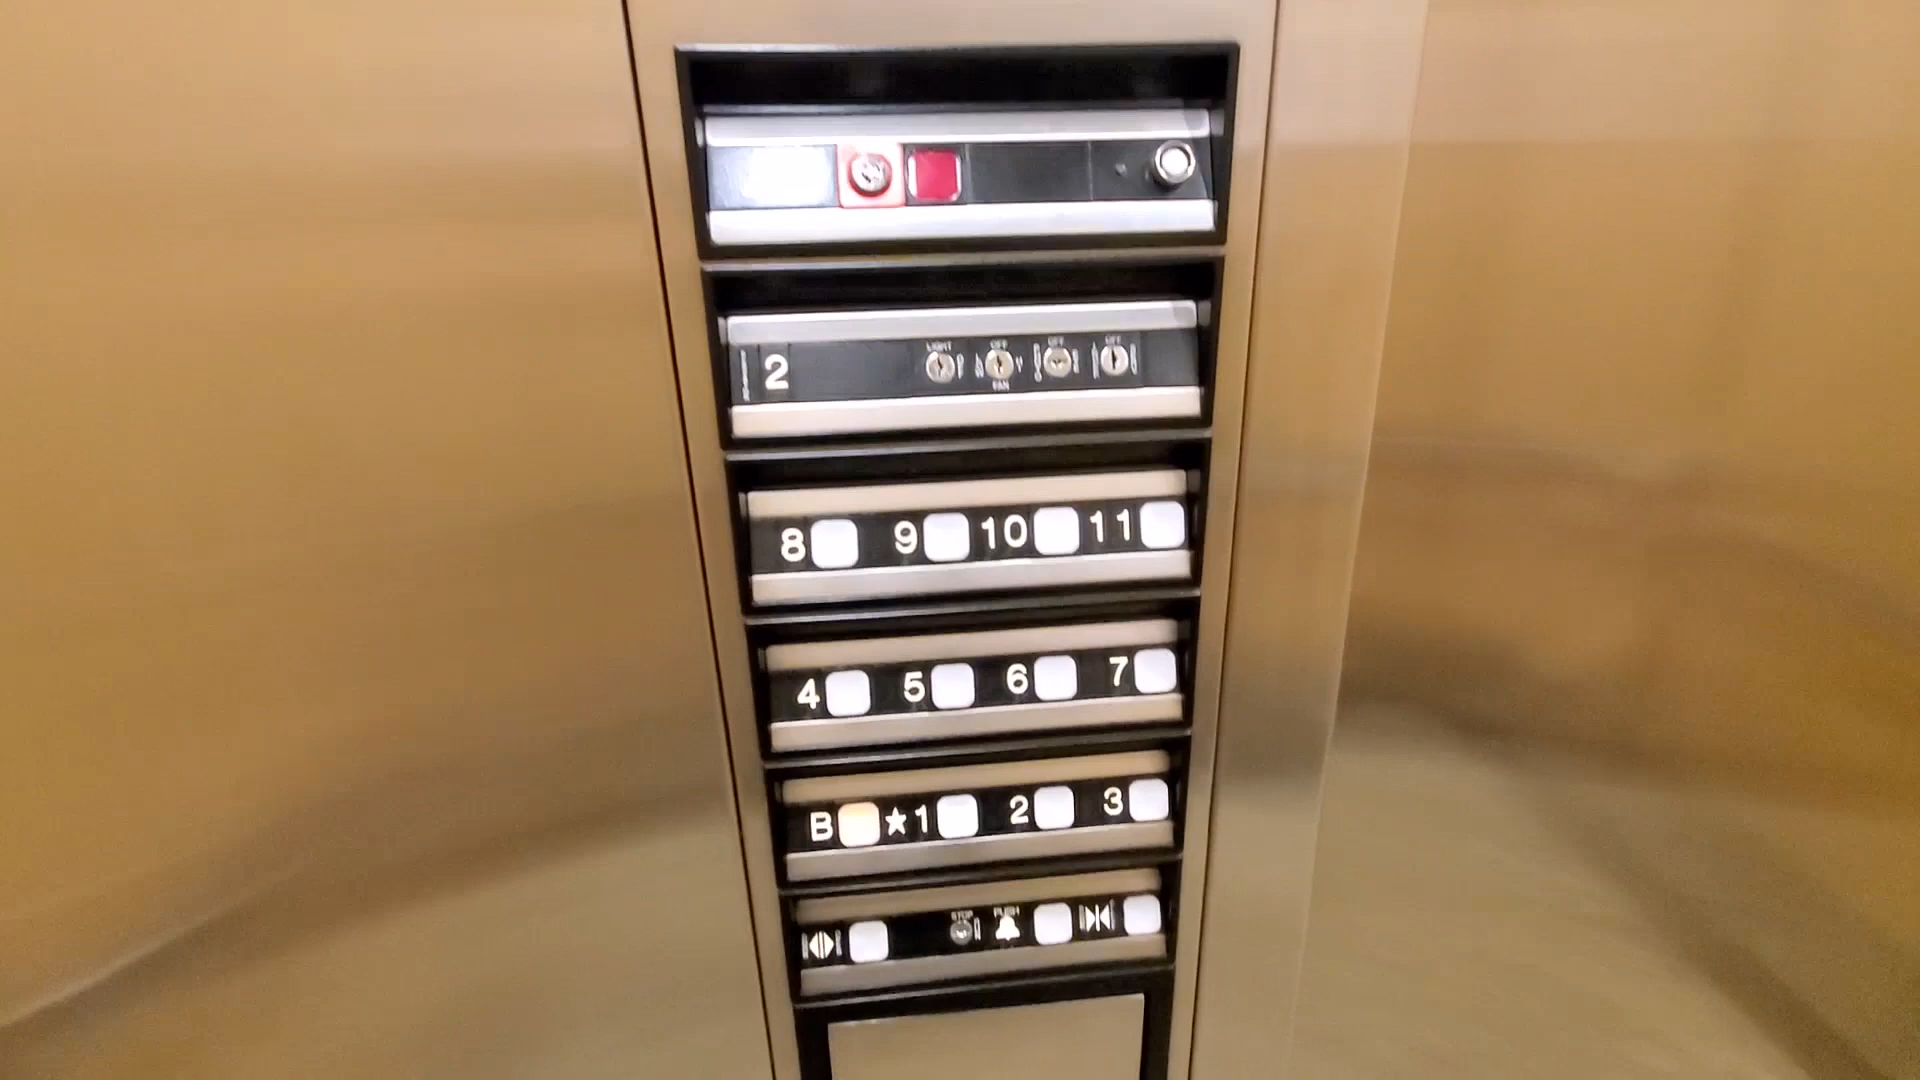 LIGHT OFF OFF OFF
2
FAN
8 9 10 11
4 5 6 7
B ★1 2 3
STOP PUSH